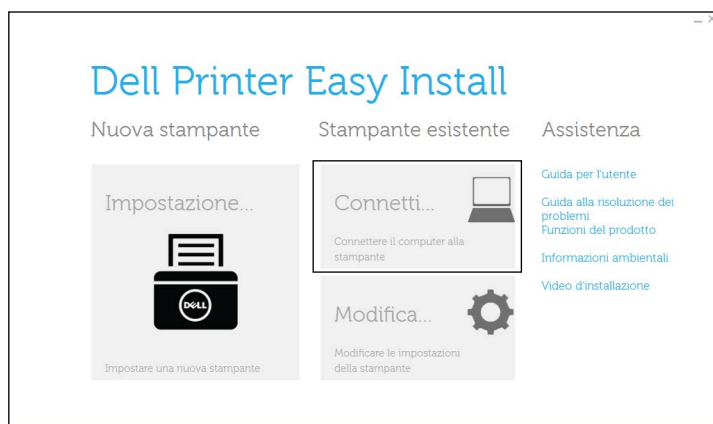 Dell Printer Easy Install
Nuova stampante
Impostazione...
DELL
Impostare una nuova stampante
Stampante esistente
Connetti...
Connettere il computer alla
stampante
Modifica...
Modificare le impostazioni
della stampante
Assistenza
Guida per l'utente
Guida alla risoluzione dei
problemi
Funzioni del prodotto
Informazioni ambientali
Video d'installazione